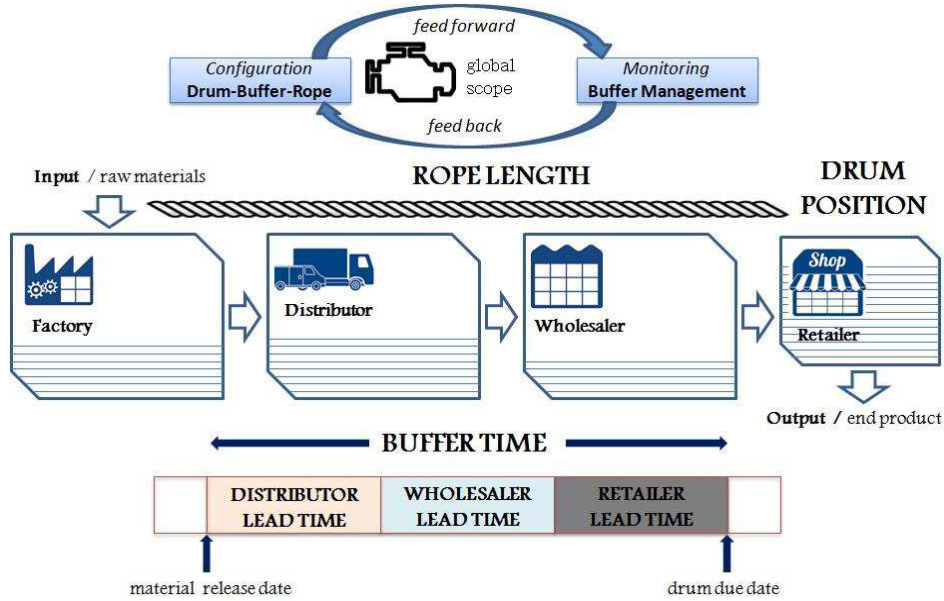 feed forward
Configuration
Drum-Buffer-Rope
global
scope
Monitoring
Buffer Management
feed back
Input / raw materials
ROPE LENGTH
DRUM
POSITION
Factory
Distributor
Wholesaler
Shop
Retailer
Output / end product
BUFFER TIME
DISTRIBUTOR
LEAD TIME
WHOLESALER
LEAD TIME
RETAILER
LEAD TIME
material release date
drum due date